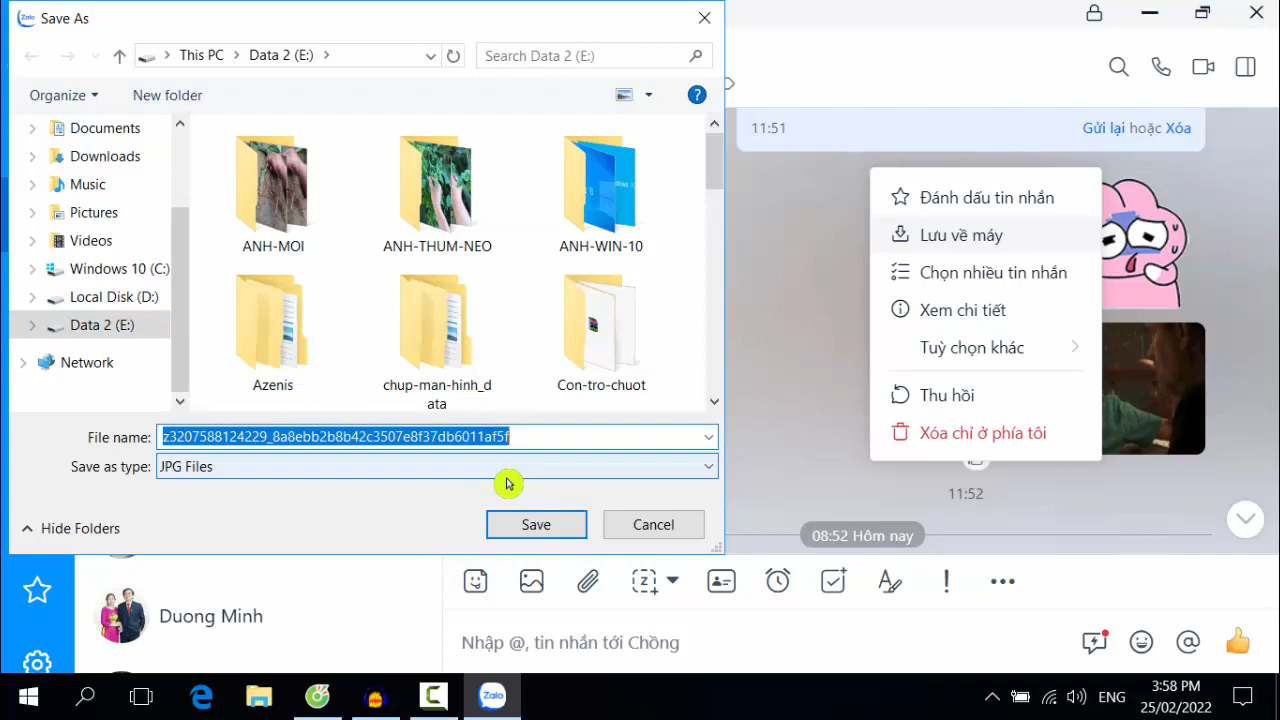 Zalo Save As
This PC > Data 2 (E:) >
Search Data 2 (E:)
Organize
New folder
?
Documents
Downloads
Music
Pictures
Videos
Windows 10 (C:)
Local Disk (D:)
Data 2 (E:)
Network
ANH-MOI
ANH-THUM-NEO
ANH-WIN-10
Azenis
chup-man-hinh_d
ata
Con-tro-chuot
File name: z3207588124229_8a8ebb2b8b42c3507e8f37db6011af5f
Save as type: JPG Files
Hide Folders
Save
Cancel
11:51
Gửi lại hoặc Xóa
Đánh dấu tin nhắn
Lưu về máy
Chọn nhiều tin nhắn
Xem chi tiết
Tuỳ chọn khác
Thu hồi
Xóa chỉ ở phía tôi
11:52
08:52 Hôm nay
Duong Minh
Nhập @, tin nhắn tới Chồng
Zalo
ENG
3:58 PM
25/02/2022